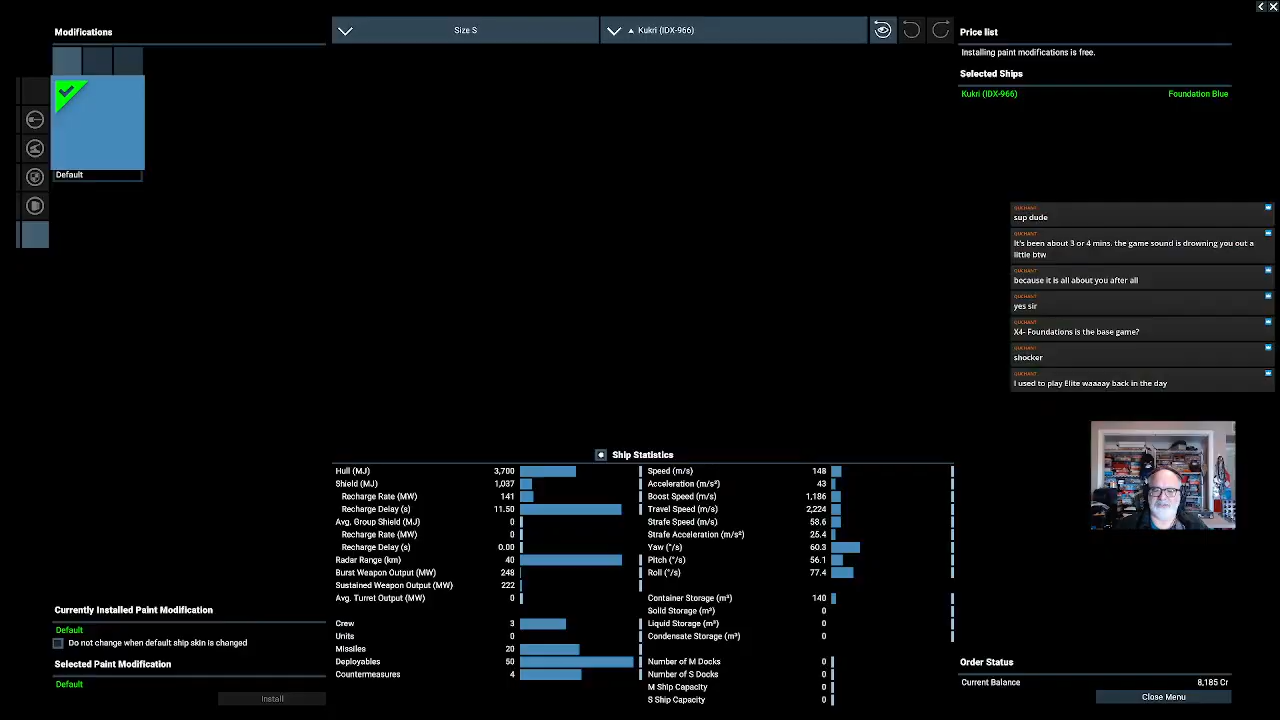 Modifications
Default
Currently Installed Paint Modification
Default
Do not change when default ship skin is changed
Selected Paint Modification
Default
Install
Size S
Kukri (IDX-966)
Ship Statistics
Hull (MJ) 3,700
Shield (MJ) 1,037
Recharge Rate (MW) 141
Recharge Delay (s) 11.50
Avg. Group Shield (MJ) 0
Recharge Rate (MW) 0
Recharge Delay (s) 0.00
Radar Range (km) 40
Burst Weapon Output (MW) 248
Sustained Weapon Output (MW) 222
Avg. Turret Output (MW) 0
Crew 3
Units 0
Missiles 20
Deployables 50
Countermeasures 4
Speed (m/s) 148
Acceleration (m/s²) 43
Boost Speed (m/s) 1,186
Travel Speed (m/s) 2,224
Strafe Speed (m/s) 58.6
Strafe Acceleration (m/s²) 25.4
Yaw (°/s) 60.3
Pitch (°/s) 56.1
Roll (°/s) 77.4
Container Storage (m³) 140
Solid Storage (m³) 0
Liquid Storage (m³) 0
Condensate Storage (m³) 0
Number of M Docks 0
Number of S Docks 0
M Ship Capacity 0
S Ship Capacity 0
Price list
Installing paint modifications is free.
Selected Ships
Kukri (IDX-966) Foundation Blue
QUCHANT
sup dude
QUCHANT
It's been about 3 or 4 mins. the game sound is drowning you out a
little btw
QUCHANT
because it is all about you after all
QUCHANT
yes sir
QUCHANT
X4- Foundations is the base game?
QUCHANT
shocker
QUCHANT
I used to play Elite waaaay back in the day
Order Status
Current Balance 8,185 Cr
Close Menu